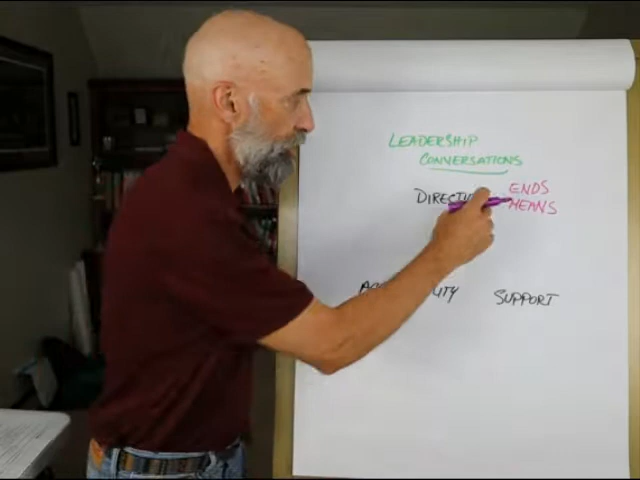 LEADERSHIP
CONVERSATIONS
ENDS
MEANS
SUPPORT